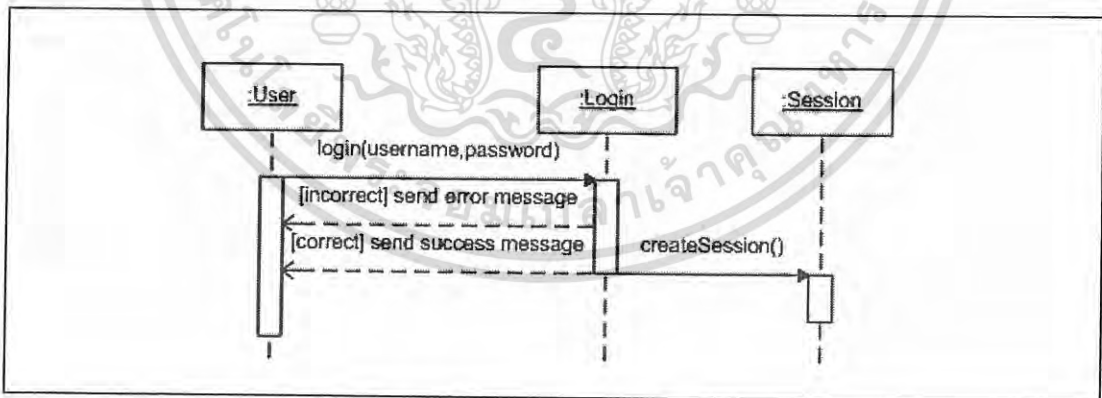 :User
:Login
:Session
login(username,password)
[incorrect] send error message
[correct] send success message
createSession()